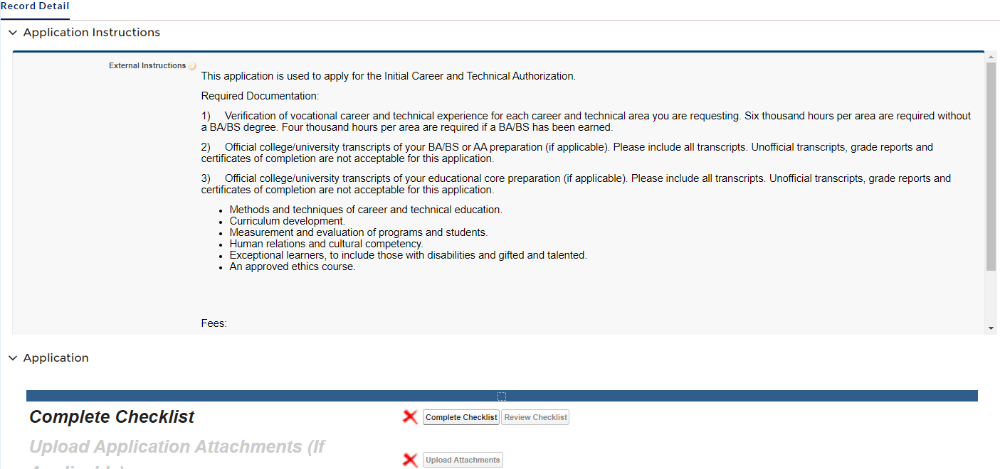 Record Detail
Application Instructions
External Instructions ?
This application is used to apply for the Initial Career and Technical Authorization.
Required Documentation:
1) Verification of vocational career and technical experience for each career and technical area you are requesting. Six thousand hours per area are required without
a BA/BS degree. Four thousand hours per area are required if a BA/BS has been earned.
2) Official college/university transcripts of your BA/BS or AA preparation (if applicable). Please include all transcripts. Unofficial transcripts, grade reports and
certificates of completion are not acceptable for this application.
3) Official college/university transcripts of your educational core preparation (if applicable). Please include all transcripts. Unofficial transcripts, grade reports and
certificates of completion are not acceptable for this application.
• Methods and techniques of career and technical education.
• Curriculum development.
• Measurement and evaluation of programs and students.
• Human relations and cultural competency.
• Exceptional learners, to include those with disabilities and gifted and talented.
• An approved ethics course.
Fees:
Application
Complete Checklist Complete Checklist Review Checklist
Upload Application Attachments (If
Upload Attachments